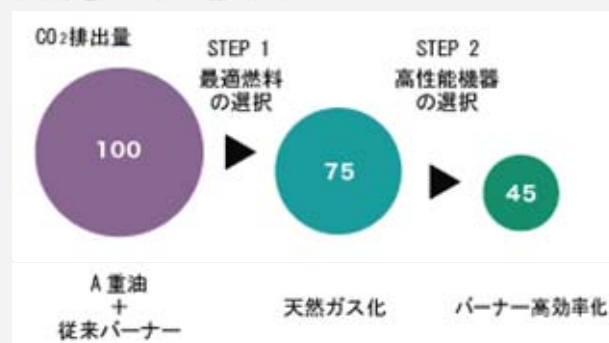 CO₂排出量
STEP 1
最適燃料
の選択
STEP 2
高性能機器
の選択
100
75
45
A重油
+
従来バーナー
天然ガス化
バーナー高効率化